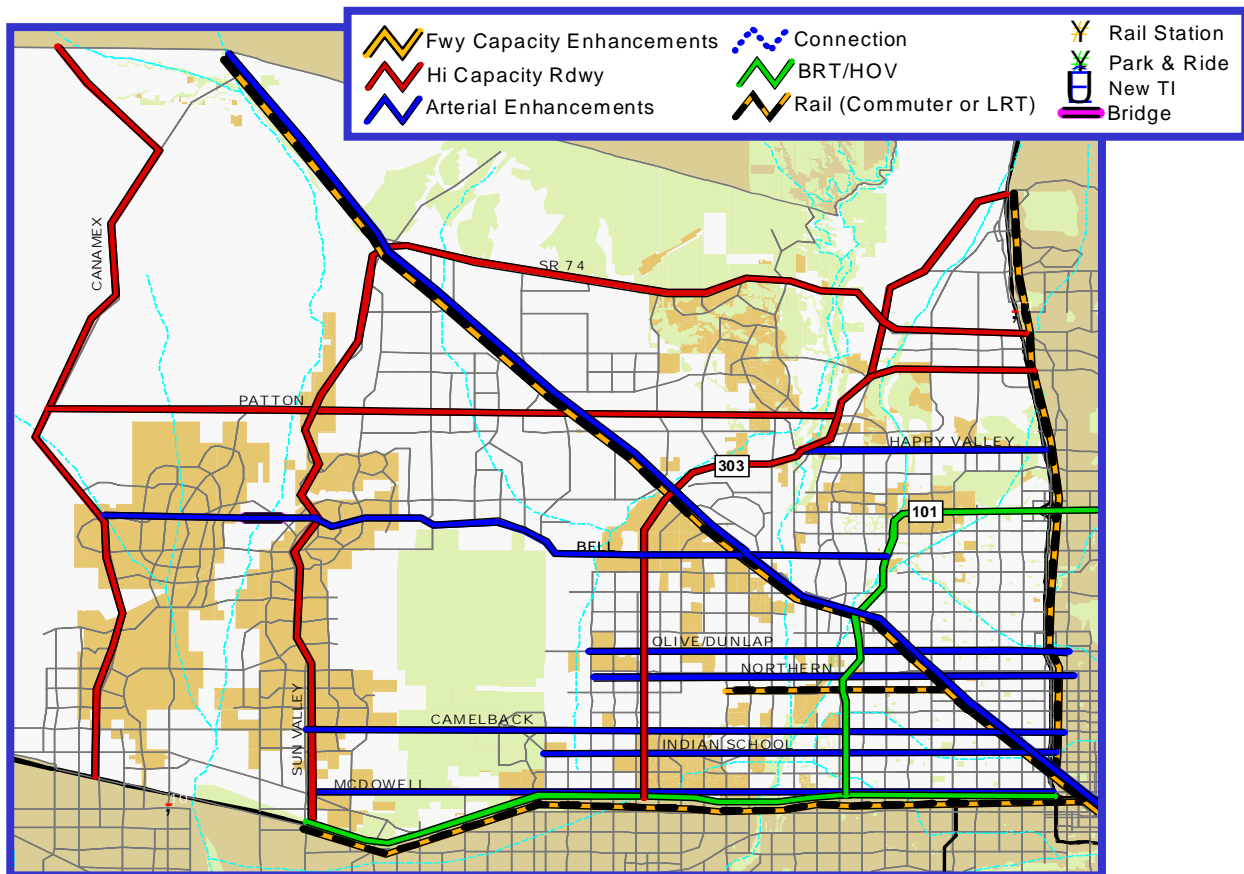 Fwy Capacity Enhancements
Hi Capacity Rdwy
Arterial Enhancements
Connection
BRT/HOV
Rail (Commuter or LRT)
Rail Station
Park & Ride
New TI
Bridge
CANAMEX
SR 74
PATTON
HAPPY VALLEY
303
101
BELL
OLIVE/DUNLAP
NORTHERN
SUN VALLEY
CAMELBACK
INDIAN SCHOOL
MCDOWELL